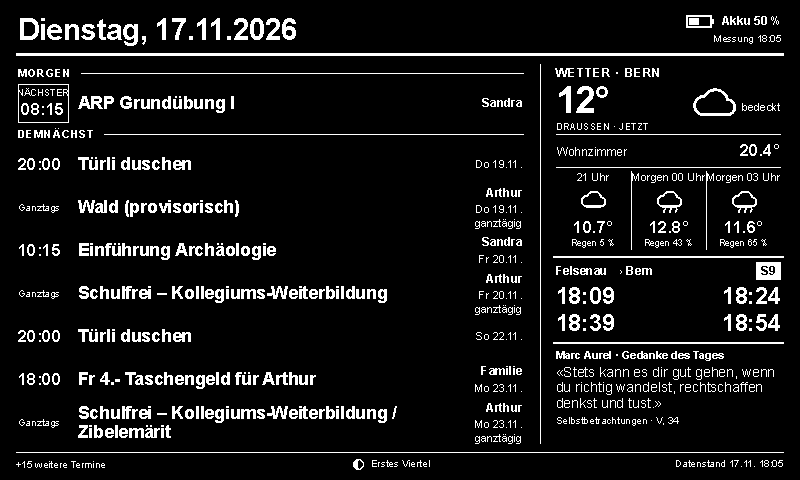 Dienstag, 17.11.2026
Akku 50 %
Messung 18:05
MORGEN
NÄCHSTER
08:15
ARP Grundübung I
Sandra
DEMNÄCHST
20:00 Türli duschen
Do 19.11.
Ganztags Wald (provisorisch)
Arthur
Do 19.11.
ganztägig
10:15 Einführung Archäologie
Sandra
Fr 20.11.
Ganztags Schulfrei – Kollegiums-Weiterbildung
Arthur
Fr 20.11.
ganztägig
20:00 Türli duschen
So 22.11.
18:00 Fr 4.- Taschengeld für Arthur
Familie
Mo 23.11.
Ganztags Schulfrei – Kollegiums-Weiterbildung /
Zibelemärit
Arthur
Mo 23.11.
ganztägig
WETTER · BERN
12°
bedeckt
DRAUSSEN · JETZT
Wohnzimmer 20.4°
21 Uhr Morgen 00 Uhr Morgen 03 Uhr
10.7° 12.8° 11.6°
Regen 5 % Regen 43 % Regen 65 %
Felsenau → Bern S9
18:09 18:24
18:39 18:54
Marc Aurel · Gedanke des Tages
«Stets kann es dir gut gehen, wenn
du richtig wandelst, rechtschaffen
denkst und tust.»
Selbstbetrachtungen · V, 34
+15 weitere Termine
Erstes Viertel
Datenstand 17.11. 18:05